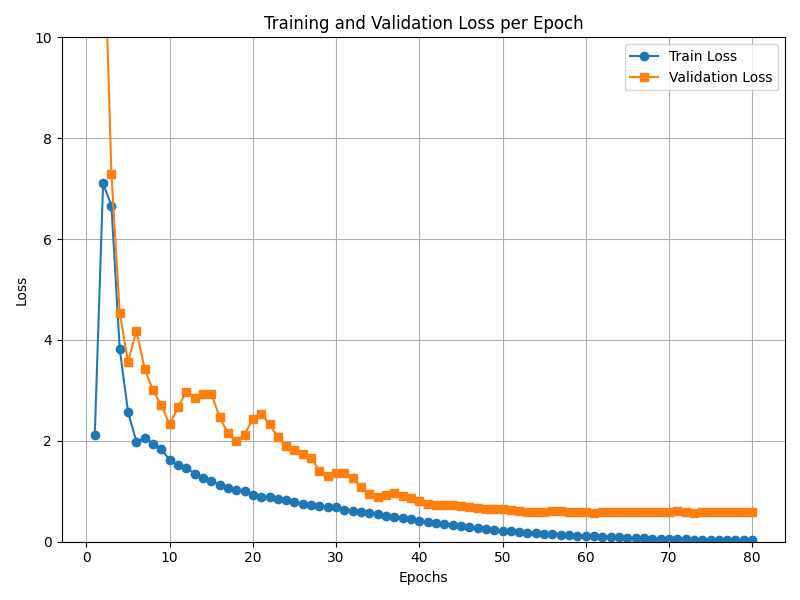 Training and Validation Loss per Epoch
Train Loss
Validation Loss
10
8
6
4
2
0
Loss
0 10 20 30 40 50 60 70 80
Epochs